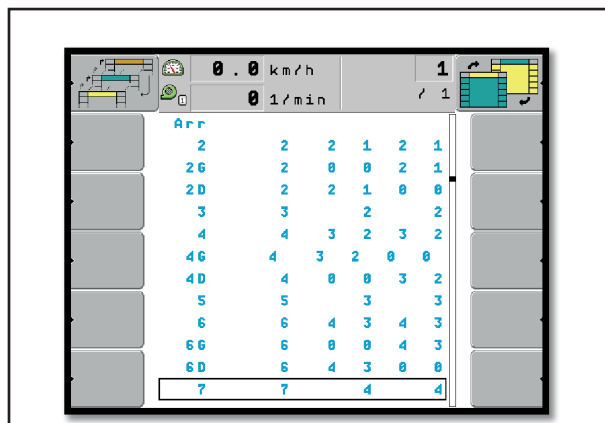 0.0 km/h 1
0 1/min / 1
Arr
2 2 2 1 2 1
2G 2 0 0 2 1
2D 2 2 1 0 0
3 3 2 2
4 4 3 2 3 2
4G 4 3 2 0 0
4D 4 0 0 3 2
5 5 3 3
6 6 4 3 4 3
6G 6 0 0 4 3
6D 6 4 3 0 0
7 7 4 4